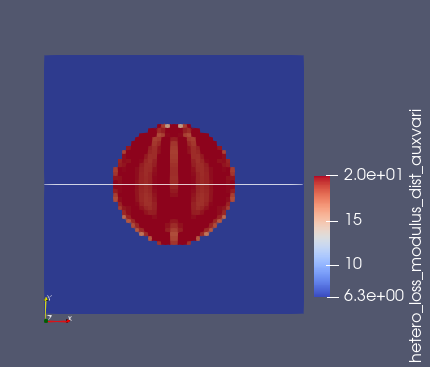 2.0e+01
15
10
6.3e+00
hetero_loss_modulus_dist_auxvari
Y
Z
X